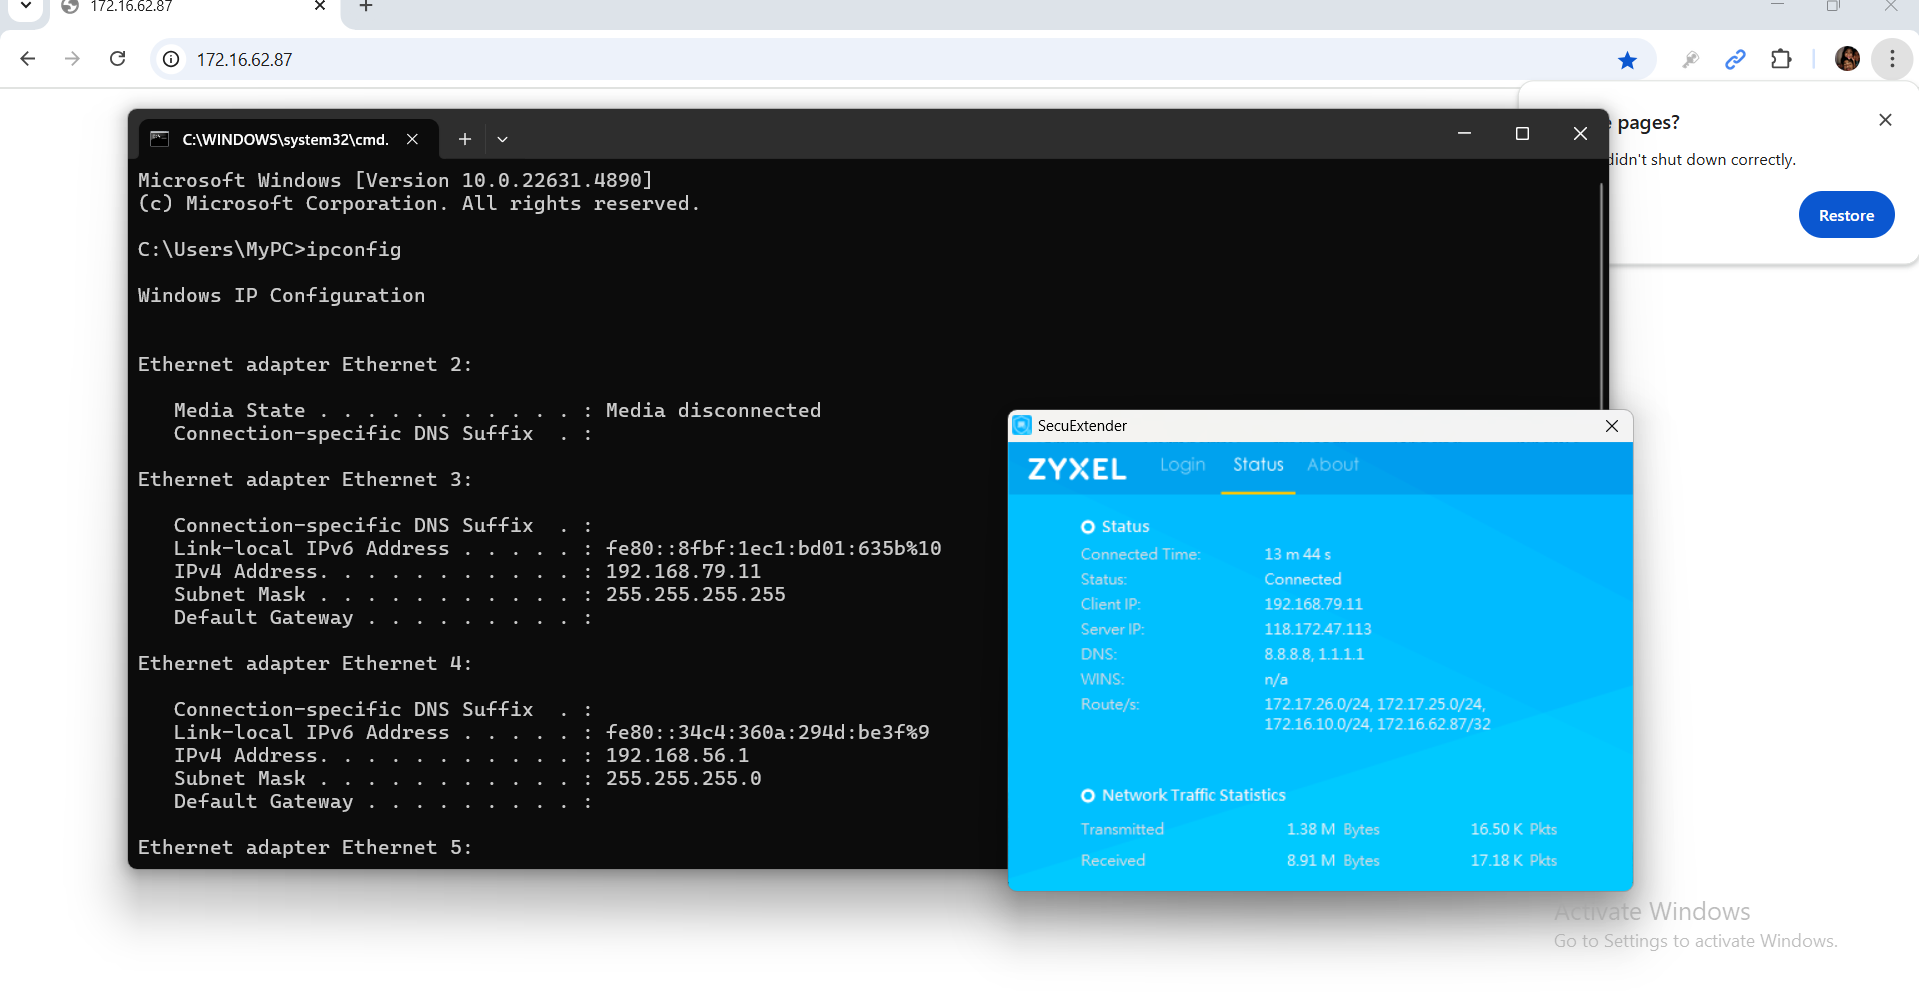 172.16.62.87
172.16.62.87
pages?
didn't shut down correctly.
Restore
C:\WINDOWS\system32\cmd.
Microsoft Windows [Version 10.0.22631.4890]
(c) Microsoft Corporation. All rights reserved.
C:\Users\MyPC>ipconfig
Windows IP Configuration
Ethernet adapter Ethernet 2:
Media State . . . . . . . . . . . : Media disconnected
Connection-specific DNS Suffix  . :
Ethernet adapter Ethernet 3:
Connection-specific DNS Suffix  . :
Link-local IPv6 Address . . . . . : fe80::8fbf:1ec1:bd01:635b%10
IPv4 Address. . . . . . . . . . . : 192.168.79.11
Subnet Mask . . . . . . . . . . . : 255.255.255.255
Default Gateway . . . . . . . . . :
Ethernet adapter Ethernet 4:
Connection-specific DNS Suffix  . :
Link-local IPv6 Address . . . . . : fe80::34c4:360a:294d:be3f%9
IPv4 Address. . . . . . . . . . . : 192.168.56.1
Subnet Mask . . . . . . . . . . . : 255.255.255.0
Default Gateway . . . . . . . . . :
Ethernet adapter Ethernet 5:
SecuExtender
ZYXEL Login Status About
Status
Connected Time: 13 m 44 s
Status: Connected
Client IP: 192.168.79.11
Server IP: 118.172.47.113
DNS: 8.8.8.8, 1.1.1.1
WINS: n/a
Route/s: 172.17.26.0/24, 172.17.25.0/24,
172.16.10.0/24, 172.16.62.87/32
Network Traffic Statistics
Transmitted 1.38 M Bytes 16.50 K Pkts
Received 8.91 M Bytes 17.18 K Pkts
Activate Windows
Go to Settings to activate Windows.